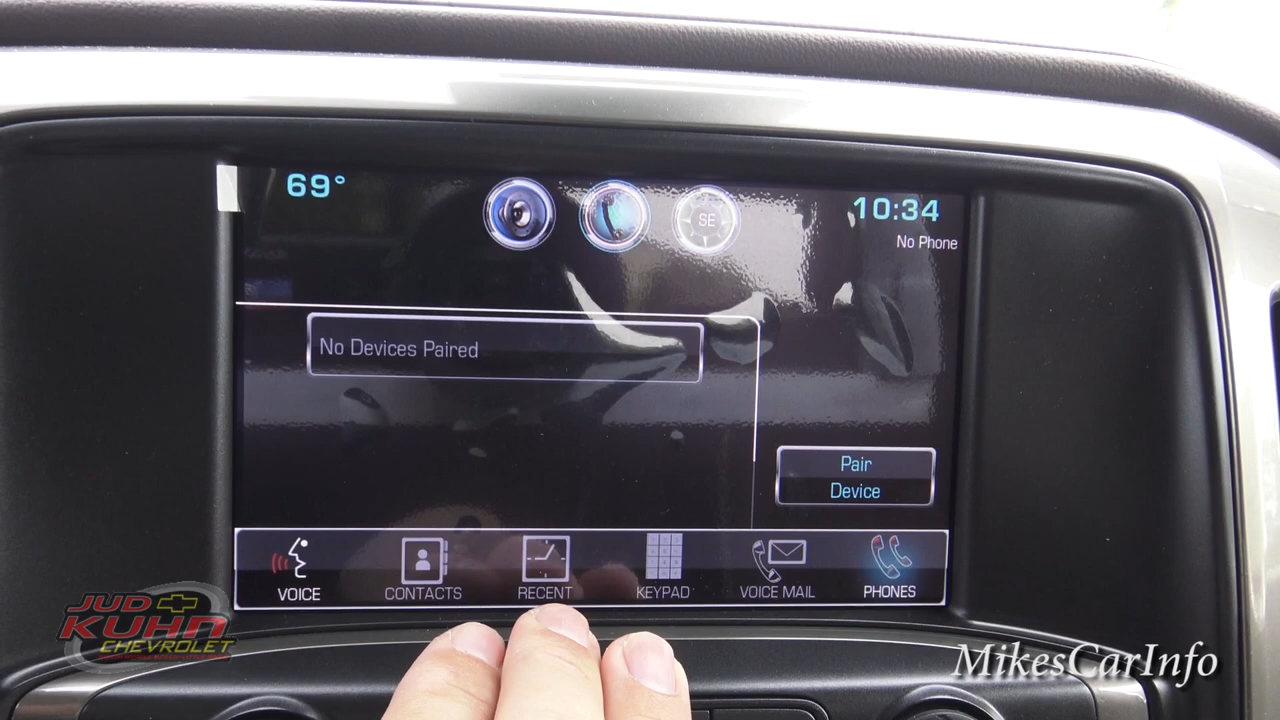 69°
SE
10:34
No Phone
No Devices Paired
Pair
Device
VOICE
CONTACTS
RECENT
KEYPAD
VOICE MAIL
PHONES
JUD
KUHN
CHEVROLET
MikesCarInfo